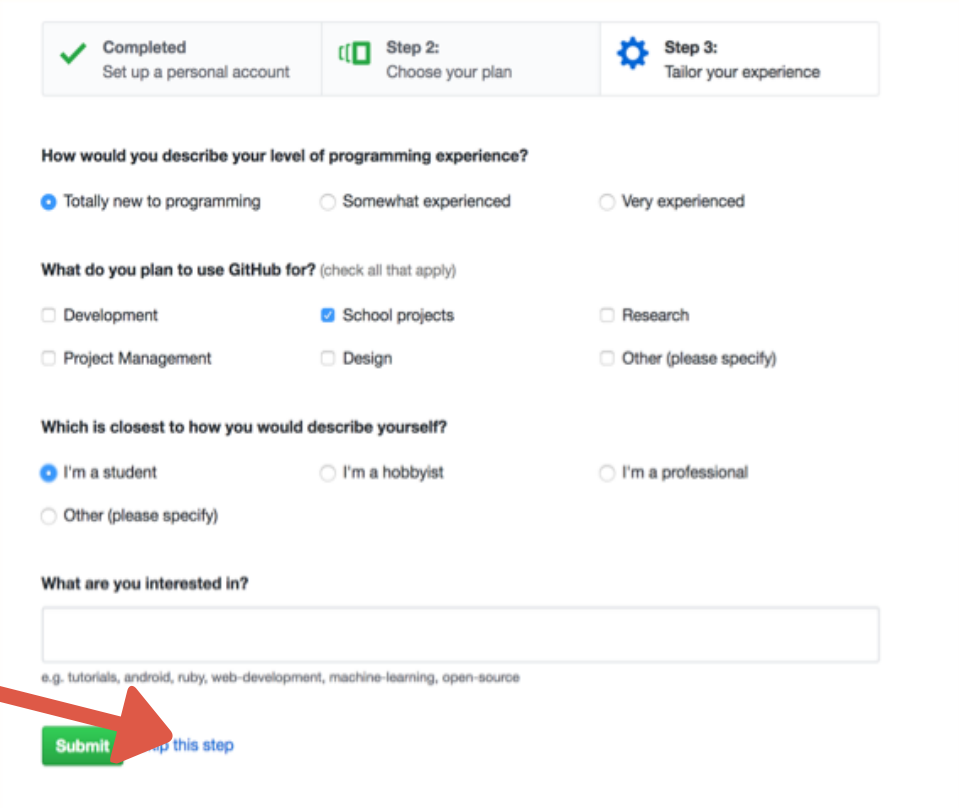 Completed
Set up a personal account
Step 2:
Choose your plan
Step 3:
Tailor your experience
How would you describe your level of programming experience?
Totally new to programming
Somewhat experienced
Very experienced
What do you plan to use GitHub for? (check all that apply)
Development
School projects
Research
Project Management
Design
Other (please specify)
Which is closest to how you would describe yourself?
I'm a student
I'm a hobbyist
I'm a professional
Other (please specify)
What are you interested in?
e.g. tutorials, android, ruby, web-development, machine-learning, open-source
Submit
this step